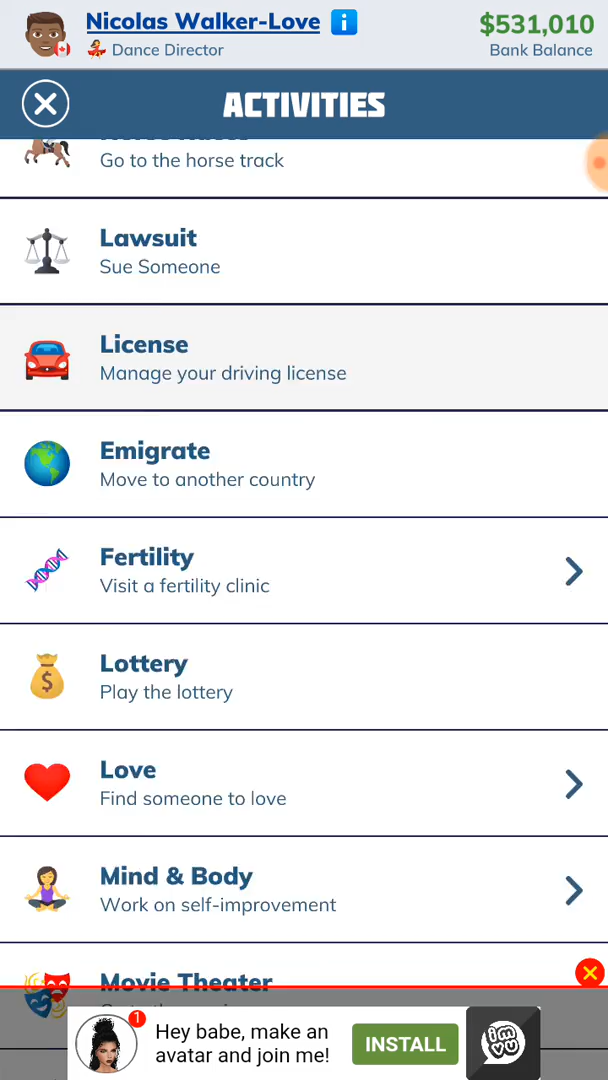 Nicolas Walker-Love i
$531,010
Dance Director
Bank Balance
ACTIVITIES
Go to the horse track
Lawsuit
Sue Someone
License
Manage your driving license
Emigrate
Move to another country
Fertility
Visit a fertility clinic
Lottery
Play the lottery
Love
Find someone to love
Mind & Body
Work on self-improvement
Movie Theater
1
Hey babe, make an
avatar and join me!
INSTALL
imvu